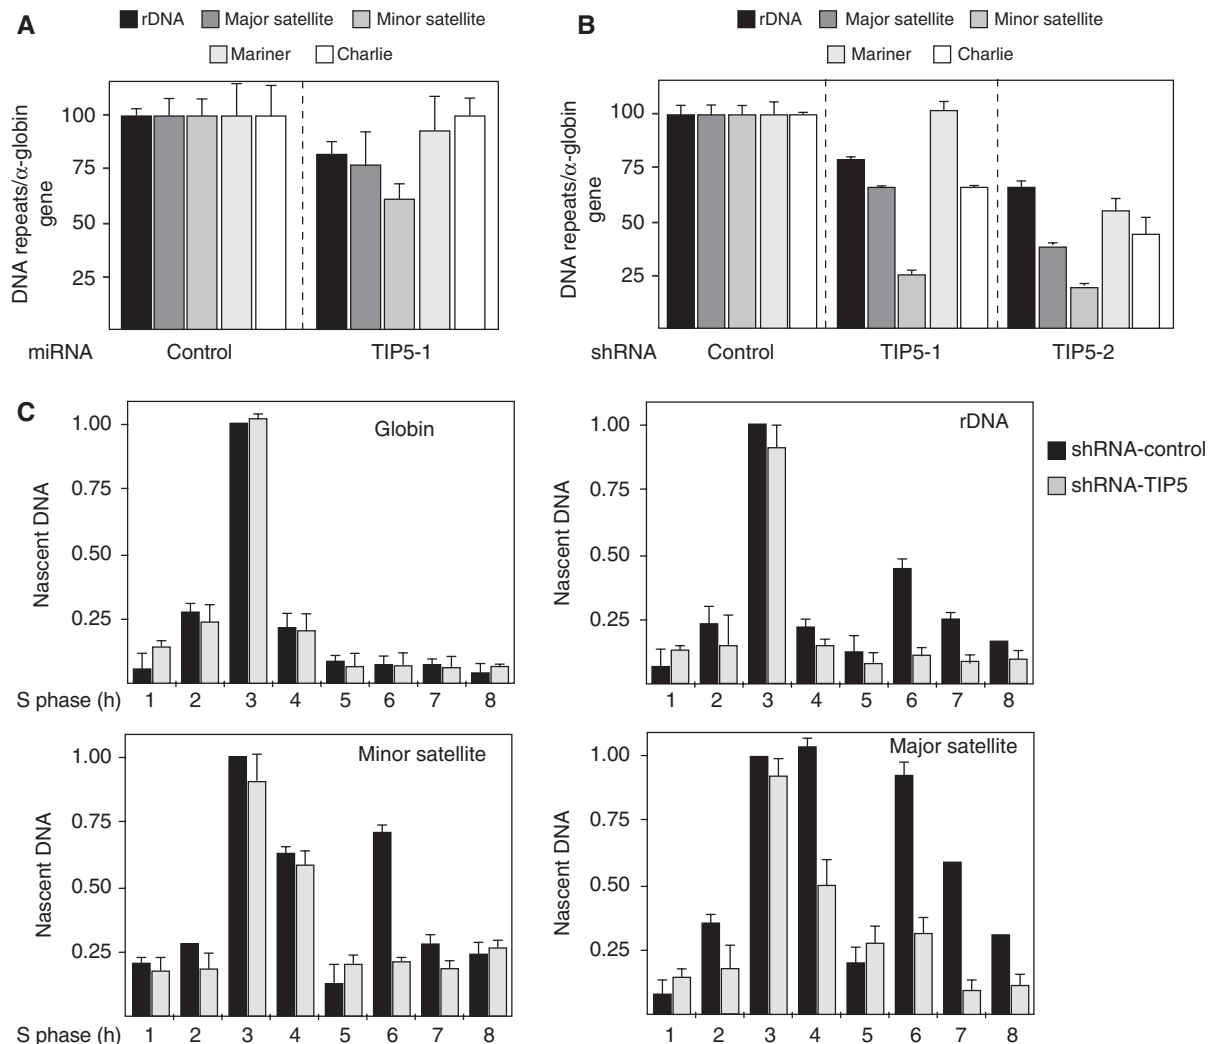 A
rDNA Major satellite Minor satellite
Mariner Charlie
DNA repeats/α-globin
gene
100
75
50
25
miRNA Control TIP5-1
B
rDNA Major satellite Minor satellite
Mariner Charlie
DNA repeats/α-globin
gene
100
75
50
25
shRNA Control TIP5-1 TIP5-2
C
Globin
Nascent DNA
1.00
0.75
0.50
0.25
S phase (h) 1 2 3 4 5 6 7 8
rDNA
Nascent DNA
1.00
0.75
0.50
0.25
1 2 3 4 5 6 7 8
shRNA-control
shRNA-TIP5
Minor satellite
Nascent DNA
1.00
0.75
0.50
0.25
S phase (h) 1 2 3 4 5 6 7 8
Major satellite
Nascent DNA
1.00
0.75
0.50
0.25
1 2 3 4 5 6 7 8